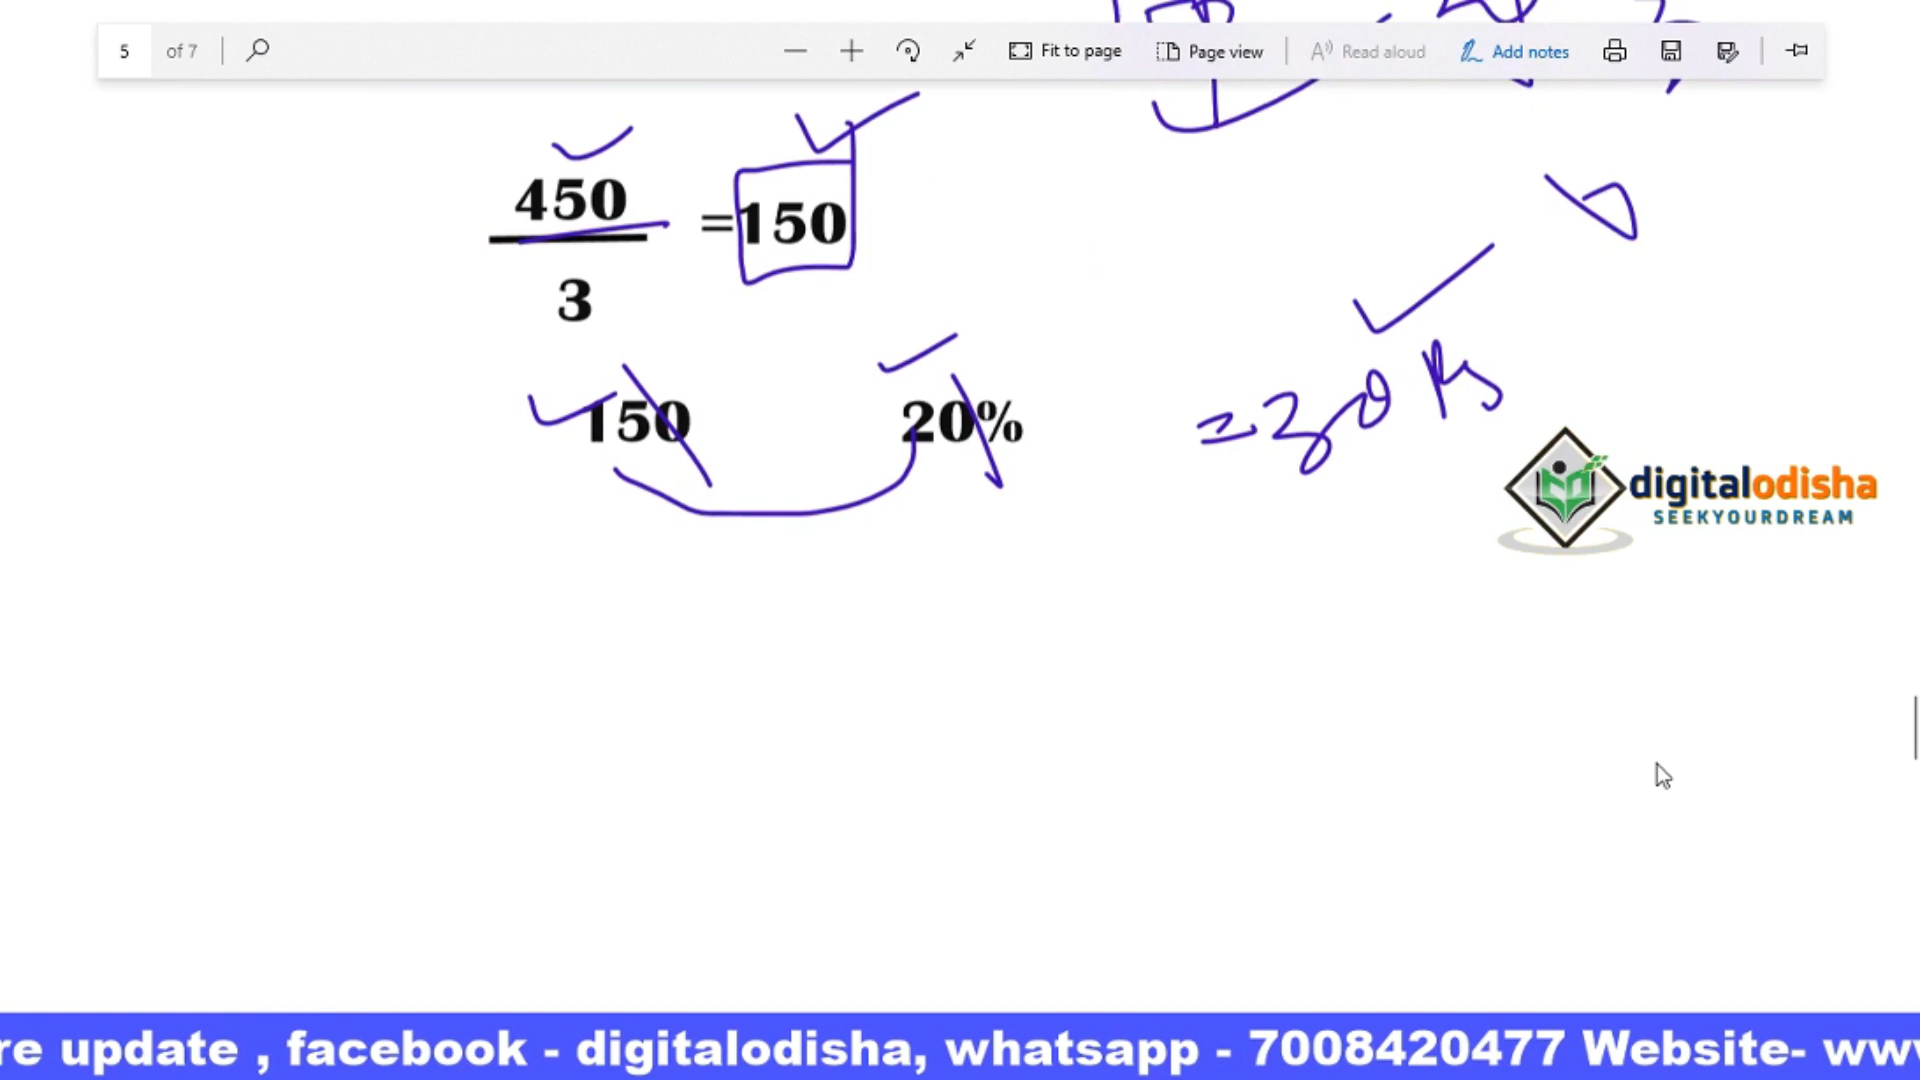 5 of 7 Fit to page Page view Read aloud Add notes
450
3
=150
150 20% =30 Rs
digitalodisha
SEEKYOURDREAM
re update , facebook - digitalodisha, whatsapp - 7008420477 Website- www